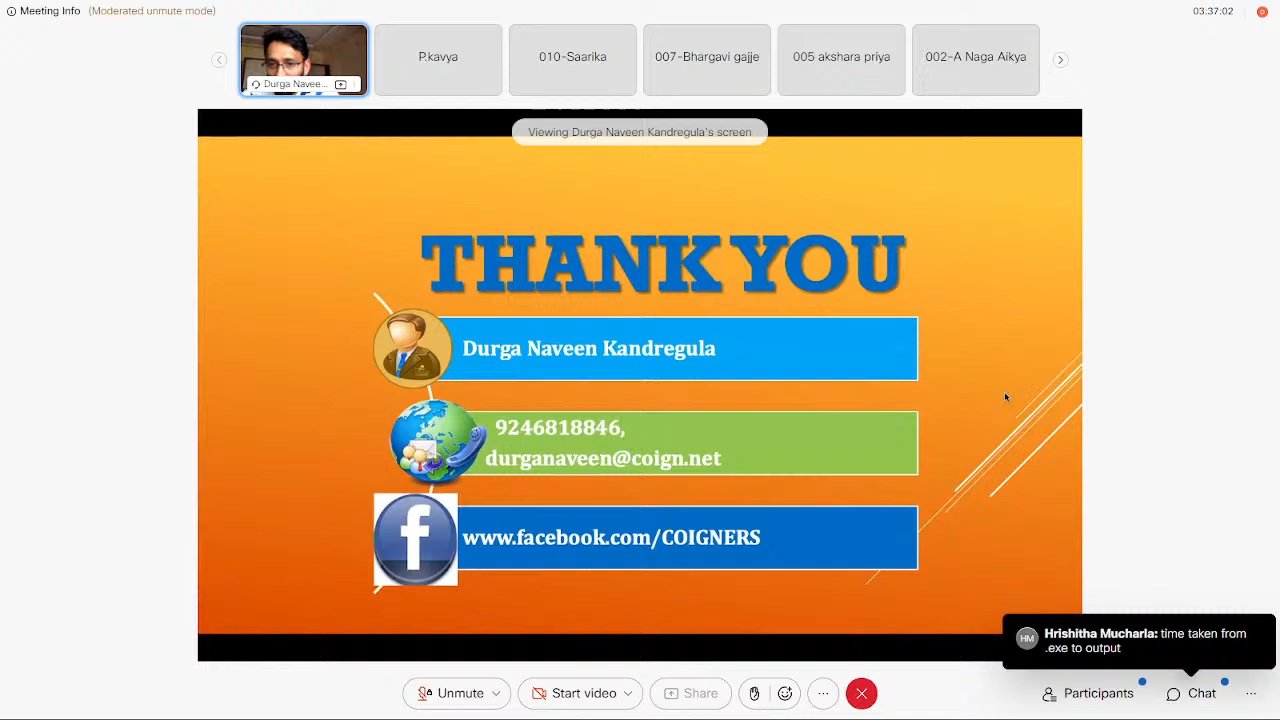 Meeting Info (Moderated unmute mode)
03:37:02
Durga Navee...
P.kavya
010-Saarika
007-Bhargavi gajje
005 akshara priya
002-A Naga Aikya
Viewing Durga Naveen Kandregula's screen
THANK YOU
Durga Naveen Kandregula
9246818846,
durganaveen@coign.net
f
www.facebook.com/COIGNERS
HM
Hrishitha Mucharla: time taken from
.exe to output
Unmute
Start video
Share
Participants
Chat